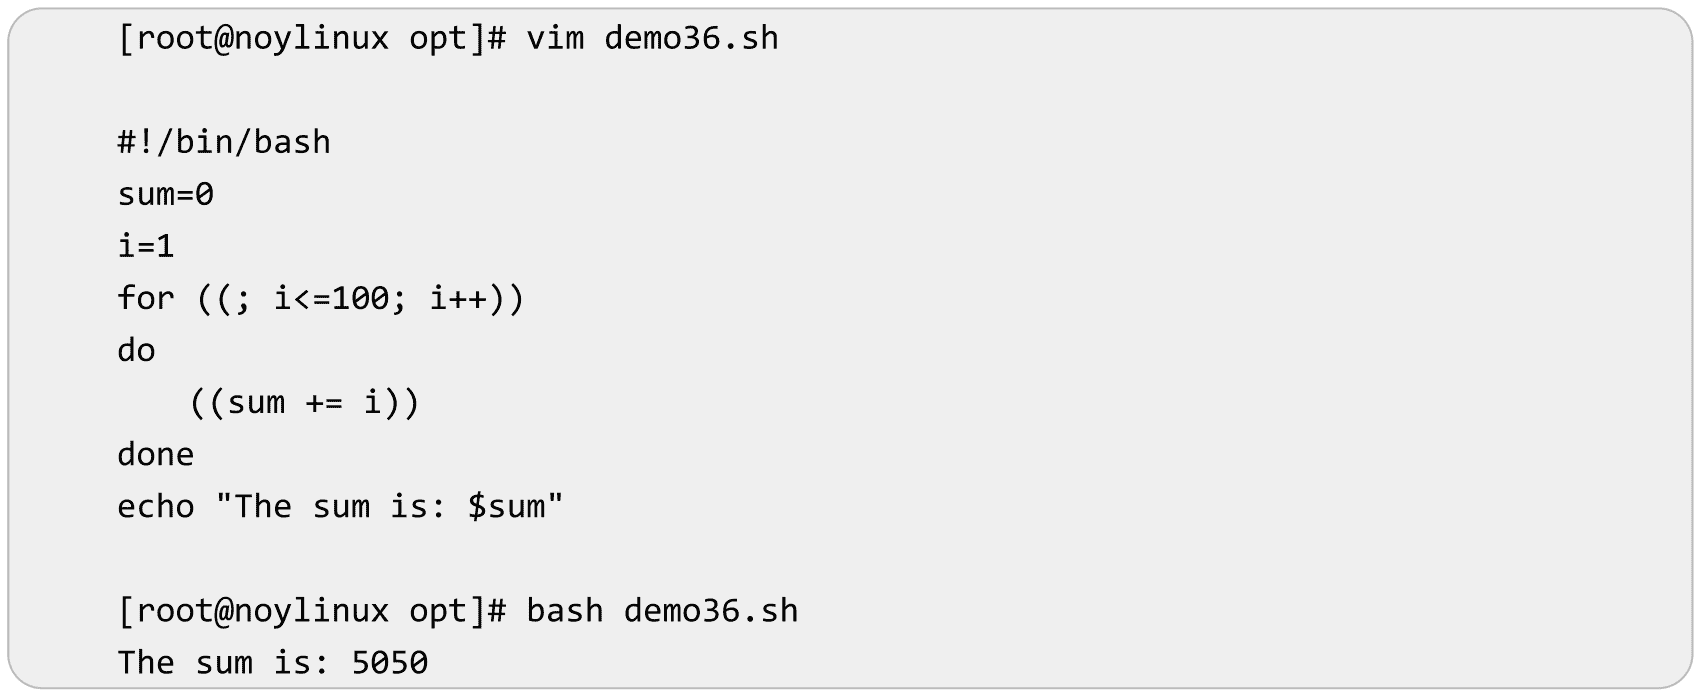 [root@noylinux opt]# vim demo36.sh
#!/bin/bash
sum=0
i=1
for ((; i<=100; i++))
do
    ((sum += i))
done
echo "The sum is: $sum"
[root@noylinux opt]# bash demo36.sh
The sum is: 5050